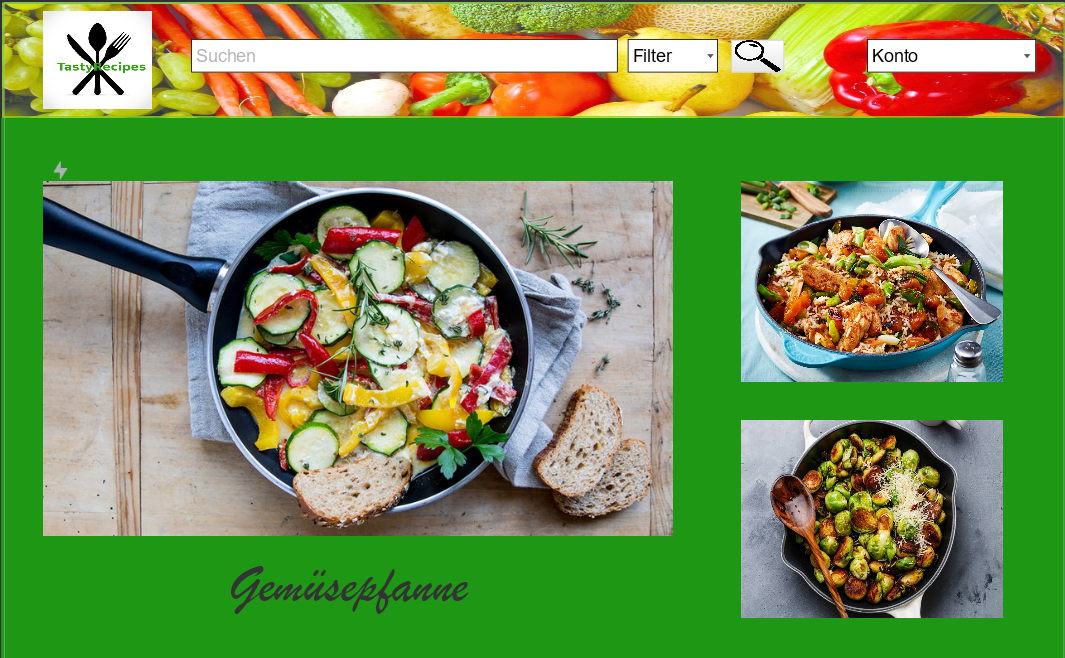 TastyRecipes
Suchen
Filter
Konto
Gemüsepfanne